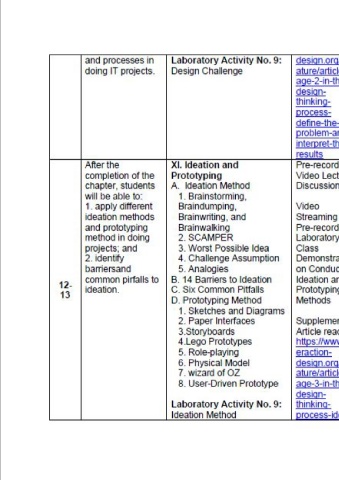 and processes in
doing IT projects.
Laboratory Activity No. 9:
Design Challenge
design.org
ature/articl
age-2-in-th
design-
thinking-
process-
define-the-
problem-a
interpret-th
results
12-
13
After the
completion of the
chapter, students
will be able to:
1. apply different
ideation methods
and prototyping
method in doing
projects; and
2. identify
barriersand
common pirfalls to
ideation.
XI. Ideation and
Prototyping
A. Ideation Method
1. Brainstorming,
Braindumping,
Brainwriting, and
Brainwalking
2. SCAMPER
3. Worst Possible Idea
4. Challenge Assumption
5. Analogies
B. 14 Barriers to Ideation
C. Six Common Pitfalls
D. Prototyping Method
1. Sketches and Diagrams
2. Paper Interfaces
3.Storyboards
4.Lego Prototypes
5. Role-playing
6. Physical Model
7. wizard of OZ
8. User-Driven Prototype
Laboratory Activity No. 9:
Ideation Method
Pre-record
Video Lect
Discussion
Video
Streaming
Pre-record
Laboratory
Class
Demonstra
on Conduc
Ideation an
Prototyping
Methods
Supplemen
Article read
https://www
eraction-
design.org
ature/articl
age-3-in-th
design-
thinking-
process-id